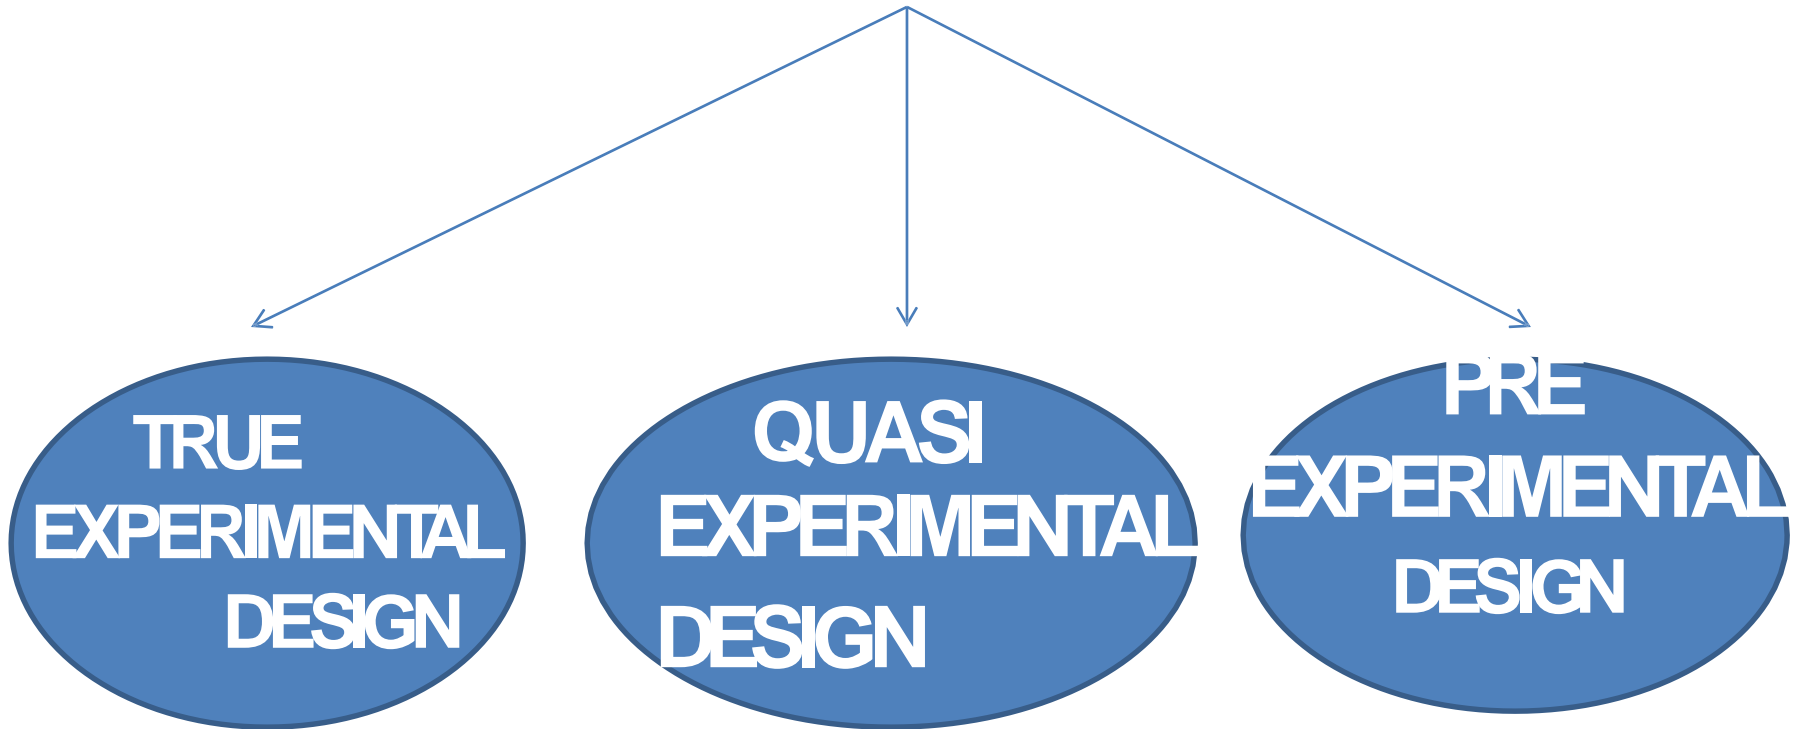 TRUE
EXPERIMENTAL
DESIGN
QUASI
EXPERIMENTAL
DESIGN
PRE
EXPERIMENTAL
DESIGN